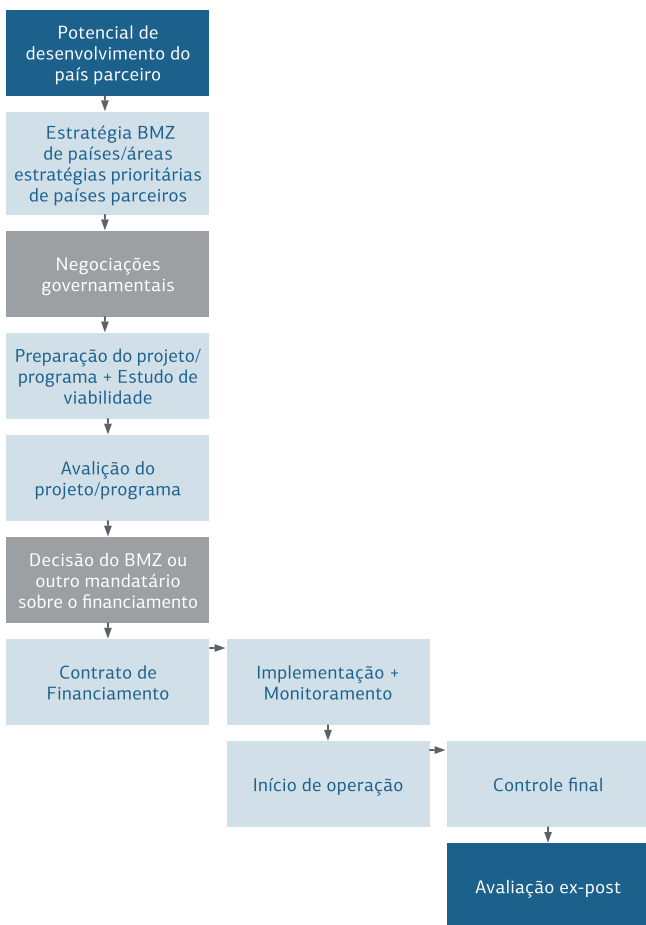 Potencial de
desenvolvimento do
país parceiro
Estratégia BMZ
de países/áreas
estratégias prioritárias
de países parceiros
Negociações
governamentais
Preparação do projeto/
programa + Estudo de
viabilidade
Avalição do
projeto/programa
Decisão do BMZ ou
outro mandatário
sobre o financiamento
Contrato de
Financiamento
Implementação +
Monitoramento
Início de operação
Controle final
Avaliação ex-post